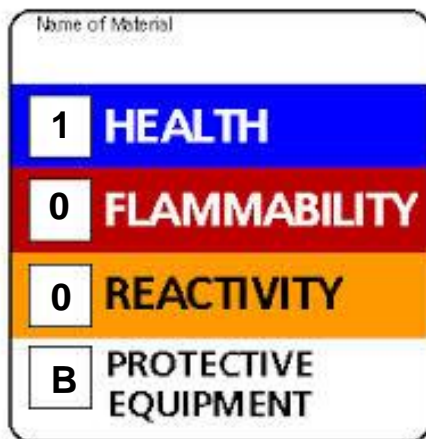 Name of Material
1 HEALTH
0 FLAMMABILITY
0 REACTIVITY
B PROTECTIVE
EQUIPMENT